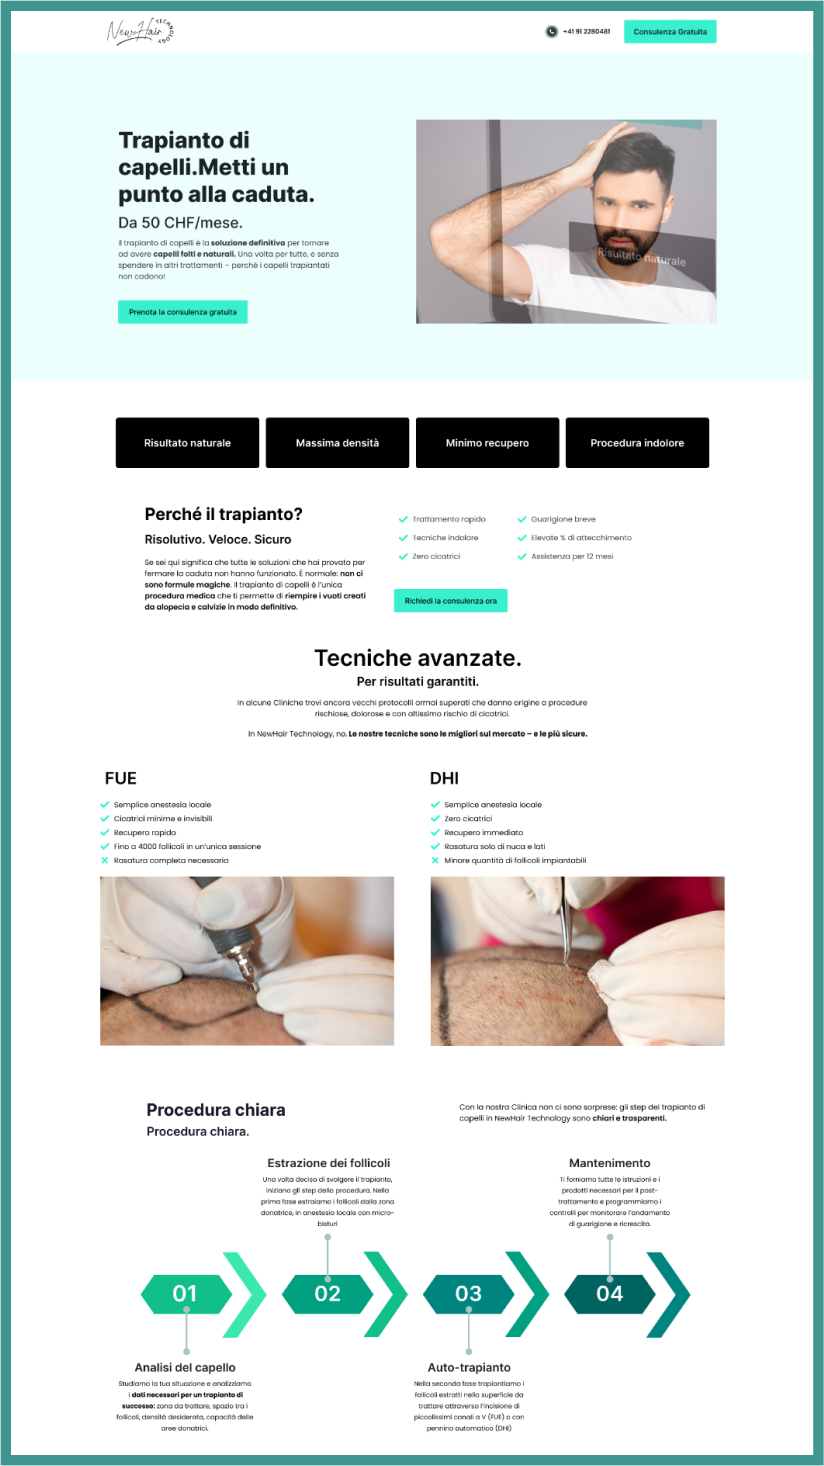 NewHair
TECHNOLOGY
+41 91 2280481
Consulenza Gratuita
Trapianto di
capelli.Metti un
punto alla caduta.
Da 50 CHF/mese.
Il trapianto di capelli è la soluzione definitiva per tornare
ad avere capelli folti e naturali. Una volta per tutte, e senza
spendere in altri trattamenti – perchè i capelli trapiantati
non cadono!
Prenota la consulenza gratuita
Risultato naturale
Risultato naturale
Massima densità
Minimo recupero
Procedura indolore
Perché il trapianto?
Risolutivo. Veloce. Sicuro
Se sei qui significa che tutte le soluzioni che hai provato per
fermare la caduta non hanno funzionato. É normale: non ci
sono formule magiche. Il trapianto di capelli é l'unica
procedura medica che ti permette di riempire i vuoti creati
da alopecia e calvizie in modo definitivo.
Trattamento rapido
Tecniche indolore
Zero cicatrici
Guarigione breve
Elevate % di attecchimento
Assistenza per 12 mesi
Richiedi la consulenza ora
Tecniche avanzate.
Per risultati garantiti.
In alcune Cliniche trovi ancora vecchi protocolli ormai superati che danno origine a procedure
rischiose, dolorose e con altissimo rischio di cicatrici.
In NewHair Technology, no. Le nostre tecniche sono le migliori sul mercato – e le più sicure.
FUE
Semplice anestesia locale
Cicatrici minime e invisibili
Recupero rapido
Fino a 4000 follicoli in un'unica sessione
Rasatura completa necessaria
DHI
Semplice anestesia locale
Zero cicatrici
Recupero immediato
Rasatura solo di nuca e lati
Minore quantità di follicoli impiantabili
Procedura chiara
Procedura chiara.
Con la nostra Clinica non ci sono sorprese: gli step del trapianto di
capelli in NewHair Technology sono chiari e trasparenti.
Estrazione dei follicoli
Una volta deciso di svolgere il trapianto,
iniziano gli step della procedura. Nella
prima fase estraiamo i follicoli dalla zona
donatrice, in anestesia locale con micro-
bisturi
Mantenimento
Ti forniamo tutte le istruzioni e i
prodotti necessari per il post-
trattamento e programmiamo i
controlli per monitorare l'andamento
di guarigione e ricrescita.
01
02
03
04
Analisi del capello
Studiamo la tua situazione e analizziamo
i dati necessari per un trapianto di
successo: zona da trattare, spazio tra i
follicoli, densità desiderata, capacità delle
aree donatrici.
Auto-trapianto
Nella seconda fase trapiantiamo i
follicoli estratti nella superficie da
trattare attraverso l'incisione di
piccolissimi canali a V (FUE) o con
pennino automatico (DHI)